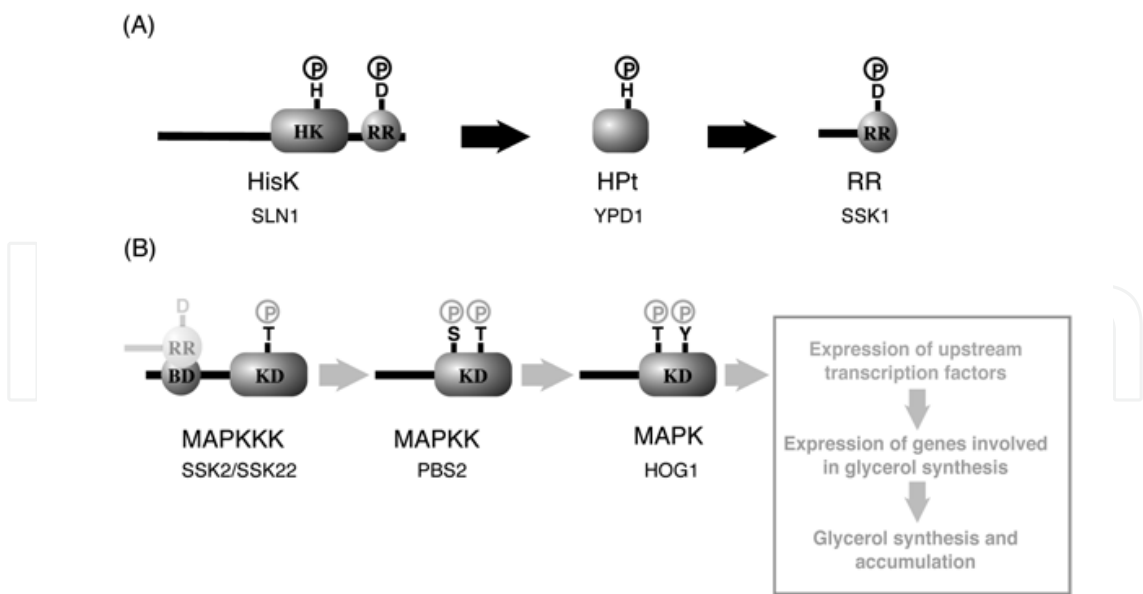 (A)
P P
H D
HK RR
HisK
SLN1
P
H
HPt
YPD1
P
D
RR
RR
SSK1
(B)
D
RR
BD
P
T
KD
MAPKKK
SSK2/SSK22
P P
S T
KD
MAPKK
PBS2
P P
T Y
KD
MAPK
HOG1
Expression of upstream
transcription factors
Expression of genes involved
in glycerol synthesis
Glycerol synthesis and
accumulation